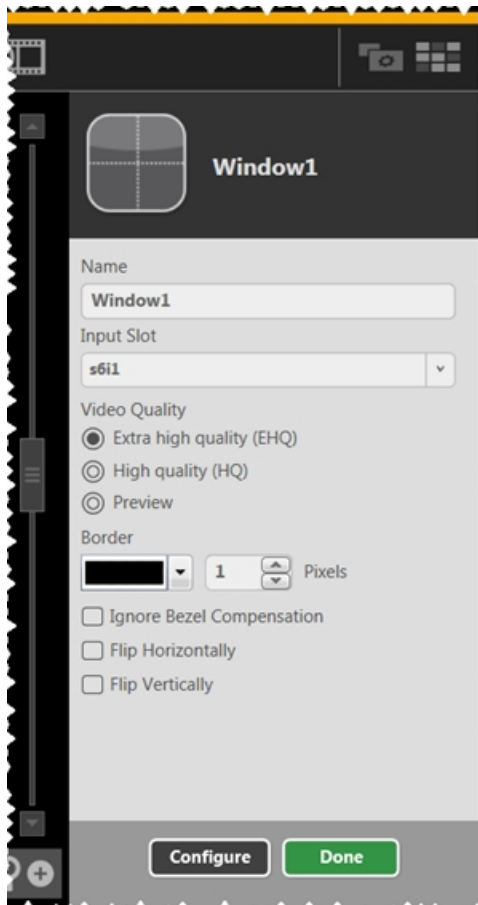 Window1
Name
Window1
Input Slot
s6i1
Video Quality
Extra high quality (EHQ)
High quality (HQ)
Preview
Border
1 Pixels
Ignore Bezel Compensation
Flip Horizontally
Flip Vertically
Configure Done